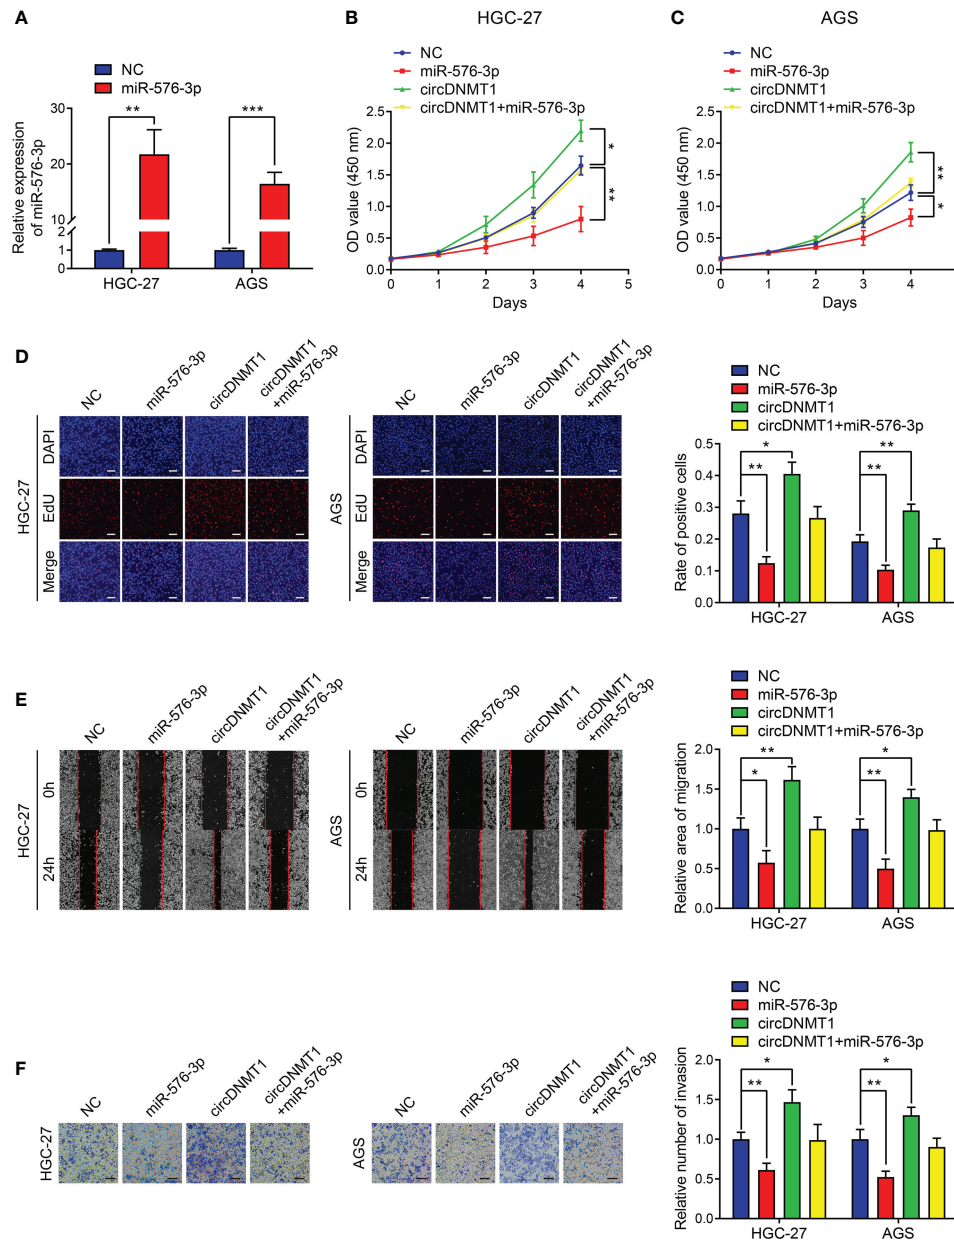 A
NC
miR-576-3p
Relative expression
of miR-576-3p
30
20
10
2
1
0
**
***
HGC-27
AGS
B
HGC-27
NC
miR-576-3p
circDNMT1
circDNMT1+miR-576-3p
OD value (450 nm)
2.5
2.0
1.5
1.0
0.5
0.0
*
**
0 1 2 3 4 5
Days
C
AGS
NC
miR-576-3p
circDNMT1
circDNMT1+miR-576-3p
OD value (450 nm)
2.5
2.0
1.5
1.0
0.5
0.0
**
*
0 1 2 3 4
Days
D
NC
miR-576-3p
circDNMT1
circDNMT1
+miR-576-3p
HGC-27
DAPI
EdU
Merge
NC
miR-576-3p
circDNMT1
circDNMT1
+miR-576-3p
AGS
DAPI
EdU
Merge
NC
miR-576-3p
circDNMT1
circDNMT1+miR-576-3p
Rate of positive cells
0.5
0.4
0.3
0.2
0.1
0.0
*
**
**
**
HGC-27
AGS
E
NC
miR-576-3p
circDNMT1
circDNMT1
+miR-576-3p
HGC-27
0h
24h
NC
miR-576-3p
circDNMT1
circDNMT1
+miR-576-3p
AGS
0h
24h
NC
miR-576-3p
circDNMT1
circDNMT1+miR-576-3p
Relative area of migration
2.0
1.5
1.0
0.5
0.0
**
*
*
**
HGC-27
AGS
F
NC
miR-576-3p
circDNMT1
circDNMT1
+miR-576-3p
HGC-27
NC
miR-576-3p
circDNMT1
circDNMT1
+miR-576-3p
AGS
NC
miR-576-3p
circDNMT1
circDNMT1+miR-576-3p
Relative number of invasion
2.0
1.5
1.0
0.5
0.0
*
**
*
**
HGC-27
AGS